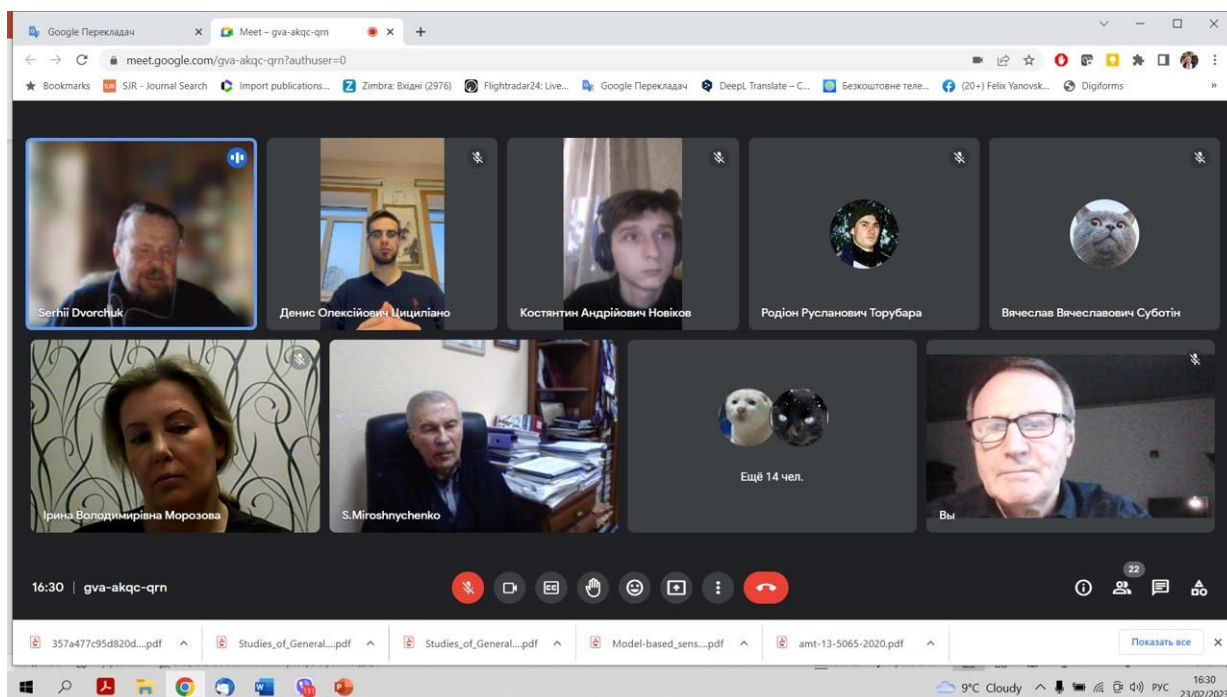 Google Перекладач
Meet – gva-akqc-qrn
meet.google.com/gva-akqc-qrn?authuser=0
Bookmarks
SJR - Journal Search
Import publications...
Zimbra: Вхідні (2976)
Flightradar24: Live...
Google Перекладач
DeepL Translate – C...
Безкоштовне теле...
(20+) Felix Yanovsk...
Digiforms
Serhii Dvorchuk
Денис Олексійович Цициліано
Костянтин Андрійович Новіков
Родіон Русланович Торубара
Вячеслав Вячеславович Суботін
Ірина Володимирівна Морозова
S.Miroshnychenko
Ещё 14 чел.
Вы
16:30 | gva-akqc-qrn
22
357a477c95d820d....pdf
Studies_of_General....pdf
Studies_of_General....pdf
Model-based_sens....pdf
amt-13-5065-2020.pdf
Показать все
9°C Cloudy
РУС
16:30